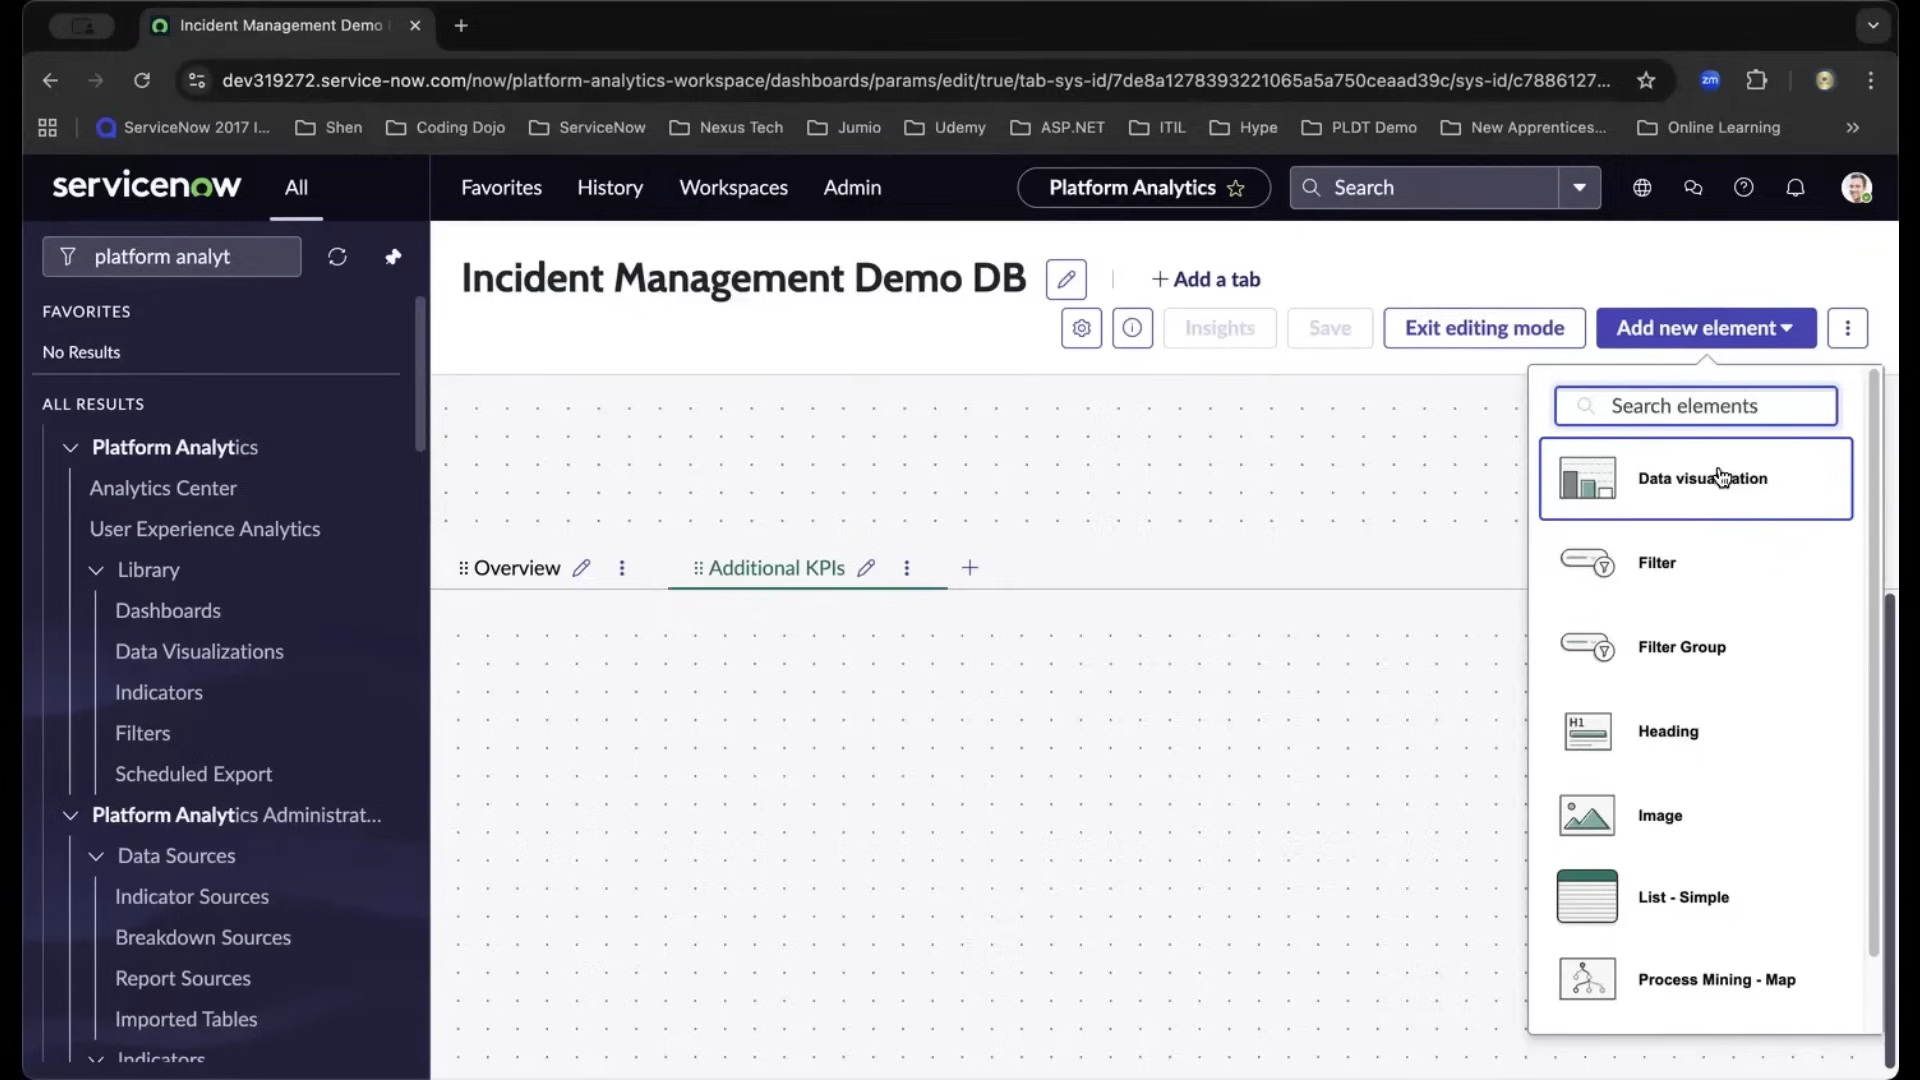 Incident Management Demo
dev319272.service-now.com/now/platform-analytics-workspace/dashboards/params/edit/true/tab-sys-id/7de8a1278393221065a5a750ceaad39c/sys-id/c7886127...
zm
ServiceNow 2017 I...
Shen
Coding Dojo
ServiceNow
Nexus Tech
Jumio
Udemy
ASP.NET
ITIL
Hype
PLDT Demo
New Apprentices...
Online Learning
servicenow
All
Favorites
History
Workspaces
Admin
Platform Analytics
Search
platform analyt
FAVORITES
No Results
ALL RESULTS
Platform Analytics
Analytics Center
User Experience Analytics
Library
Dashboards
Data Visualizations
Indicators
Filters
Scheduled Export
Platform Analytics Administrat...
Data Sources
Indicator Sources
Breakdown Sources
Report Sources
Imported Tables
Indicators
Incident Management Demo DB
+ Add a tab
Insights
Save
Exit editing mode
Add new element
Overview
Additional KPIs
Search elements
Data visualization
Filter
Filter Group
H1
Heading
Image
List - Simple
Process Mining - Map